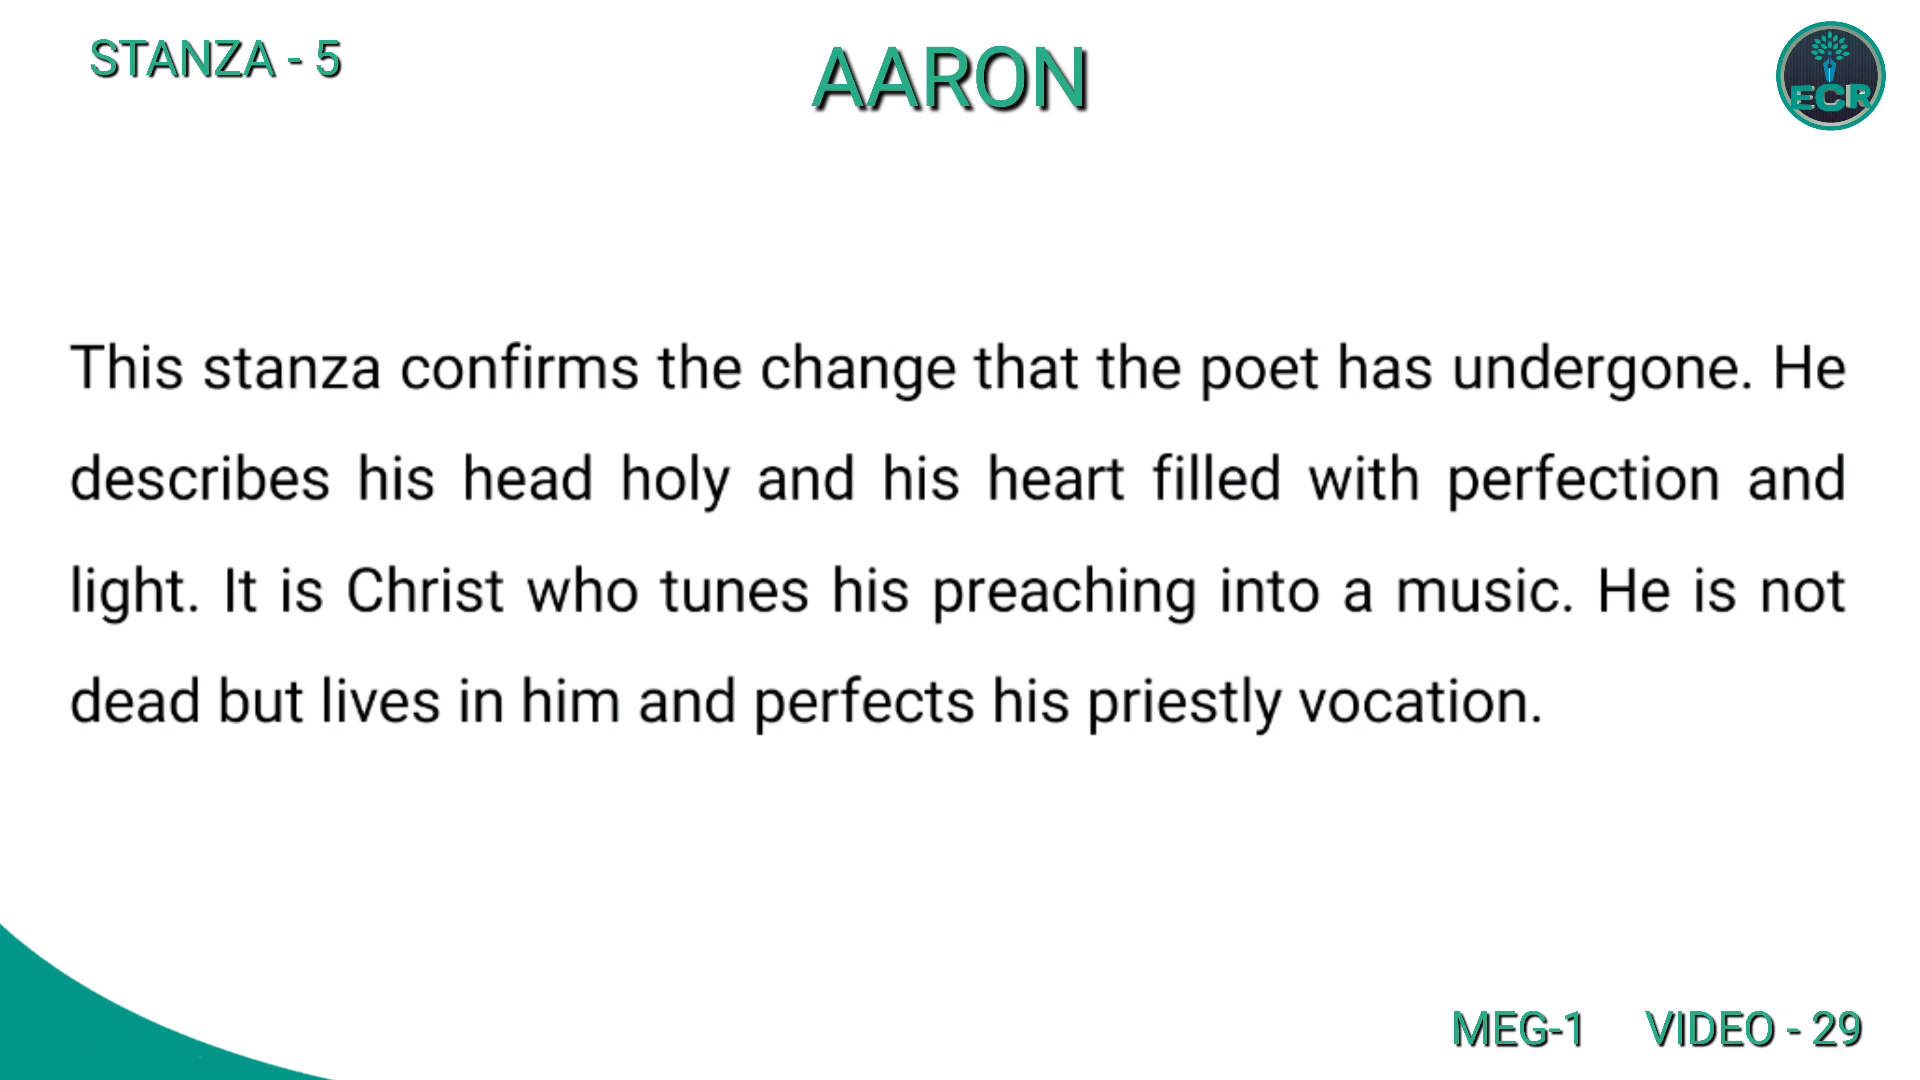 STANZA - 5
AARON
ECR
This stanza confirms the change that the poet has undergone. He
describes his head holy and his heart filled with perfection and
light. It is Christ who tunes his preaching into a music. He is not
dead but lives in him and perfects his priestly vocation.
MEG-1 VIDEO - 29